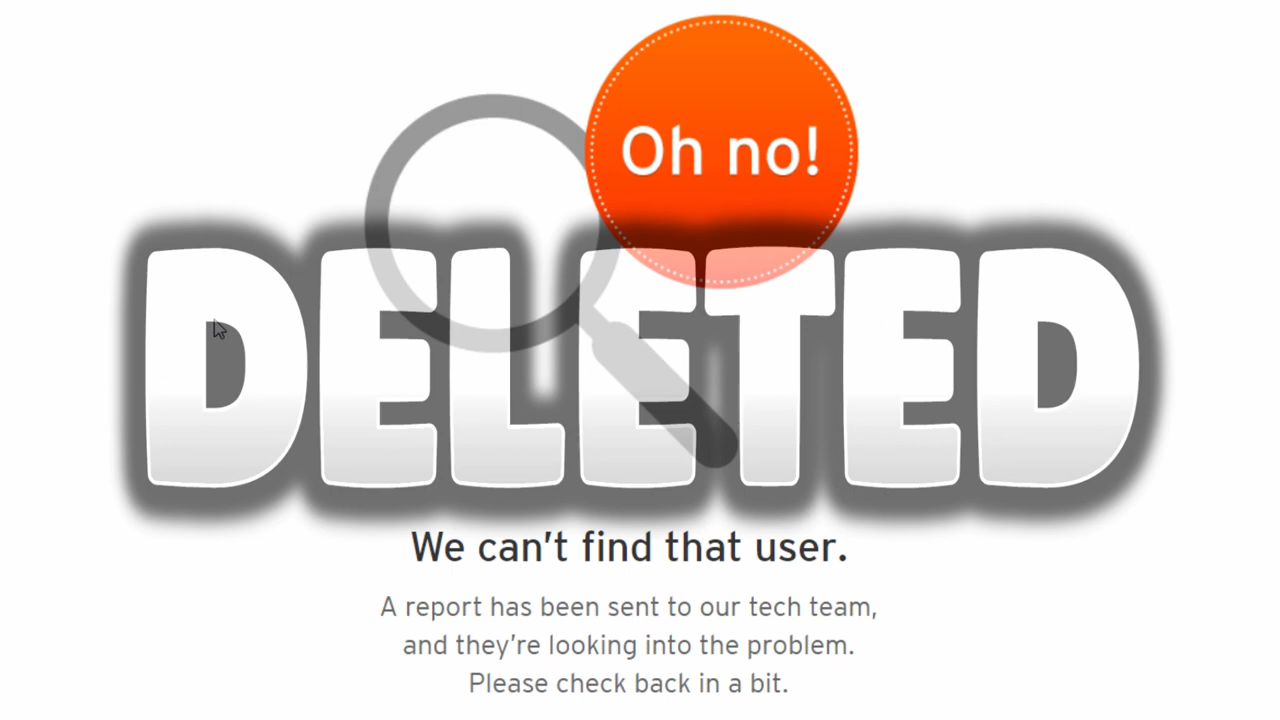 Oh no!
DELETED
We can't find that user.
A report has been sent to our tech team,
and they're looking into the problem.
Please check back in a bit.